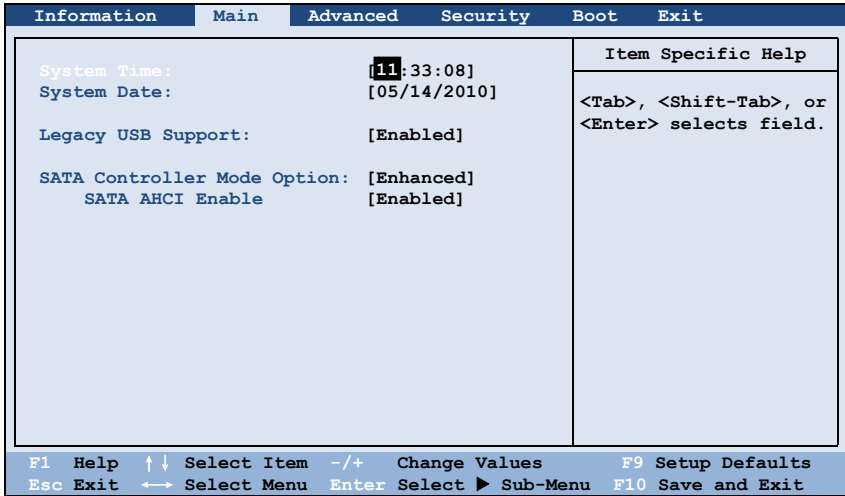 Information Main Advanced Security Boot Exit
System Time: [11:33:08]
System Date: [05/14/2010]
Legacy USB Support: [Enabled]
SATA Controller Mode Option: [Enhanced]
SATA AHCI Enable [Enabled]
Item Specific Help
<Tab>, <Shift-Tab>, or
<Enter> selects field.
F1 Help ↑↓ Select Item -/+ Change Values F9 Setup Defaults
Esc Exit ←→ Select Menu Enter Select ▶ Sub-Menu F10 Save and Exit